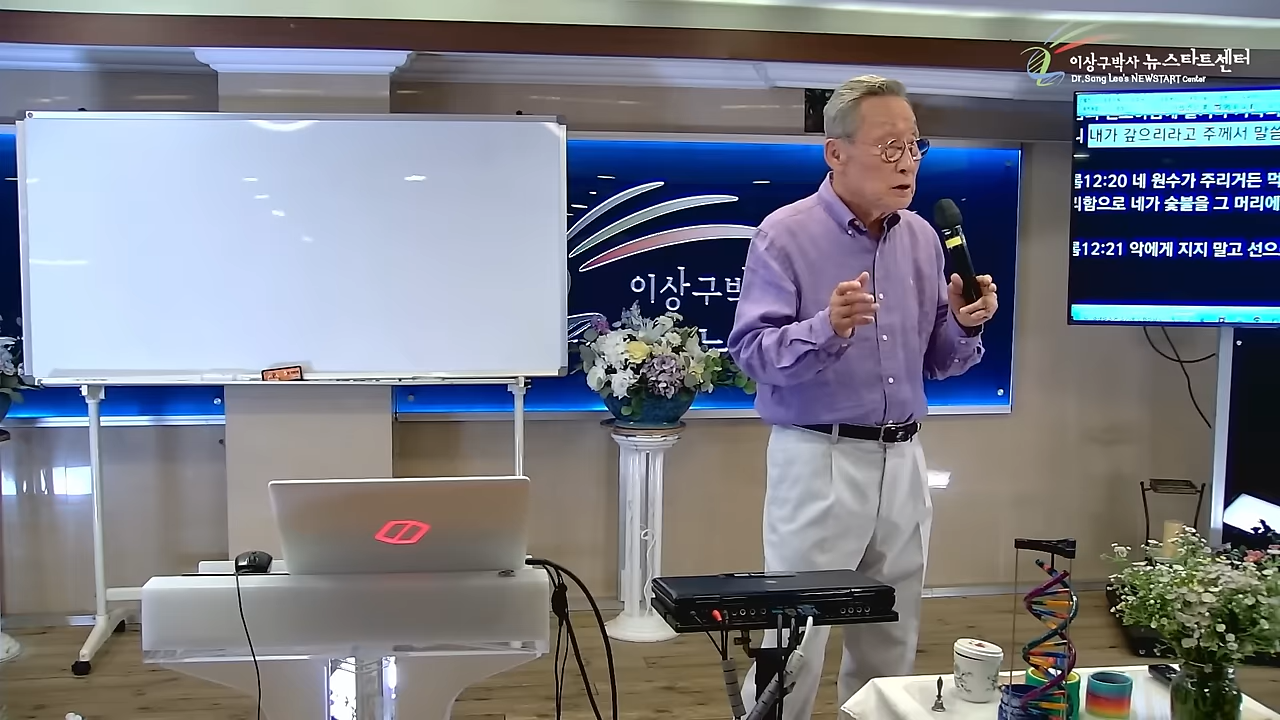 이상구박사 뉴스타트센터
Dr. Sang Lee's NEWSTART Center
내가 갚으리라고 주께서 말씀
롬12:20 네 원수가 주리거든 먹
함으로 네가 숯불을 그 머리에
롬12:21 악에게 지지 말고 선으
이상구박